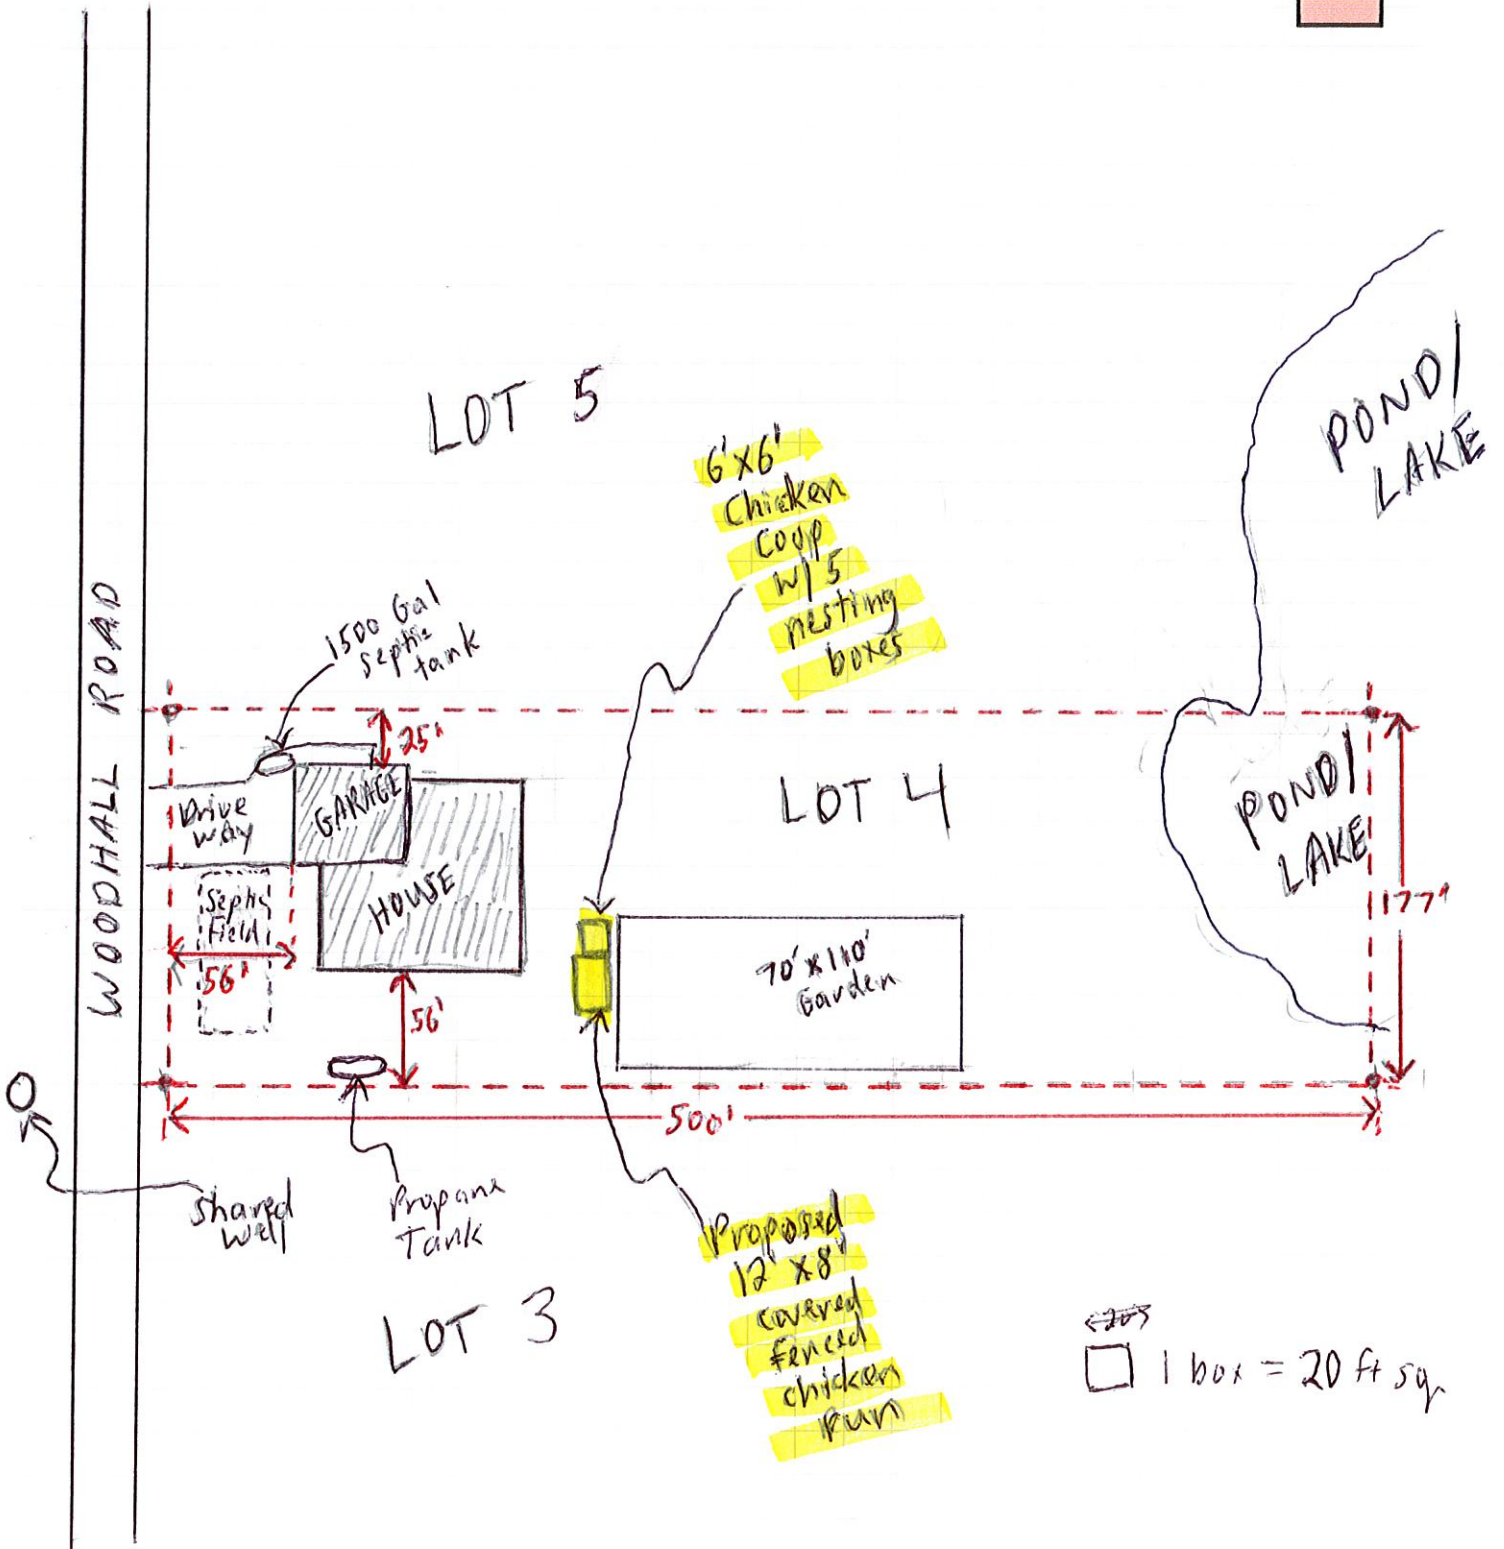 LOT 5
6'x6'
Chicken
Coop
w/ 5
nesting
boxes
POND/
LAKE
WOODHALL ROAD
1500 Gal
septic
tank
25'
Drive
way
GARAGE
HOUSE
Septic
Field
56'
56'
LOT 4
POND/
LAKE
177'
70' x 110'
Garden
500'
Shared
well
Propane
Tank
LOT 3
Proposed
12' x 8'
covered
fenced
chicken
run
1 box = 20 ft sq.